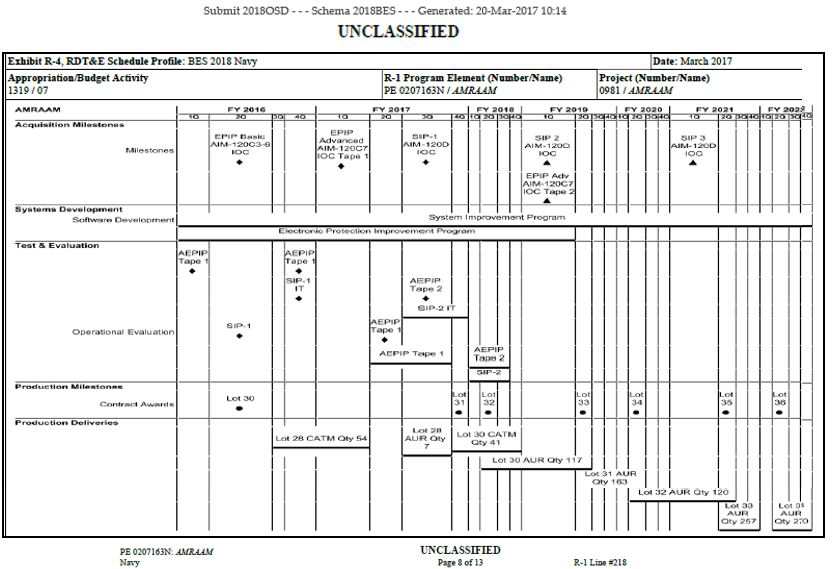 Submit 2018OSD - - - Schema 2018BES - - - Generated: 20-Mar-2017 10:14
UNCLASSIFIED
Exhibit R-4, RDT&E Schedule Profile: BES 2018 Navy
Date: March 2017
Appropriation/Budget Activity
1319 / 07
R-1 Program Element (Number/Name)
PE 0207163N / AMRAAM
Project (Number/Name)
0981 / AMRAAM
AMRAAM
FY 2016
FY 2017
FY 2018
FY 2019
FY 2020
FY 2021
FY 2022
1Q 2Q 3Q 4Q 1Q 2Q 3Q 4Q 1Q 2Q 3Q 4Q 1Q 2Q 3Q 4Q 1Q 2Q 3Q 4Q 1Q 2Q 3Q 4Q 1Q 2Q 3Q 4Q
Acquisition Milestones
Milestones
EPIP Basic
AIM-120C3-6
IOC
EPIP
Advanced
AIM-120C7
IOC Tape 1
SIP-1
AIM-120D
IOC
SIP 2
AIM-120D
IOC
EPIP Adv
AIM-120C7
IOC Tape 2
SIP 3
AIM-120D
IOC
Systems Development
Software Development
System Improvement Program
Electronic Protection Improvement Program
Test & Evaluation
AEPIP
Tape 1
AEPIP
Tape 1
SIP-1
IT
AEPIP
Tape 2
SIP-2 IT
Operational Evaluation
SIP-1
AEPIP
Tape 1
AEPIP Tape 1
AEPIP
Tape 2
SIP-2
Production Milestones
Contract Awards
Lot 30
Lot
31
Lot
32
Lot
33
Lot
34
Lot
35
Lot
36
Production Deliveries
Lot 28 CATM Qty 54
Lot 28
AUR Qty
7
Lot 30 CATM
Qty 41
Lot 30 AUR Qty 117
Lot 31 AUR
Qty 163
Lot 32 AUR Qty 120
Lot 33
AUR
Qty 257
Lot 31
AUR
Qty 270
PE 0207163N: AMRAAM
Navy
UNCLASSIFIED
Page 8 of 13
R-1 Line #218